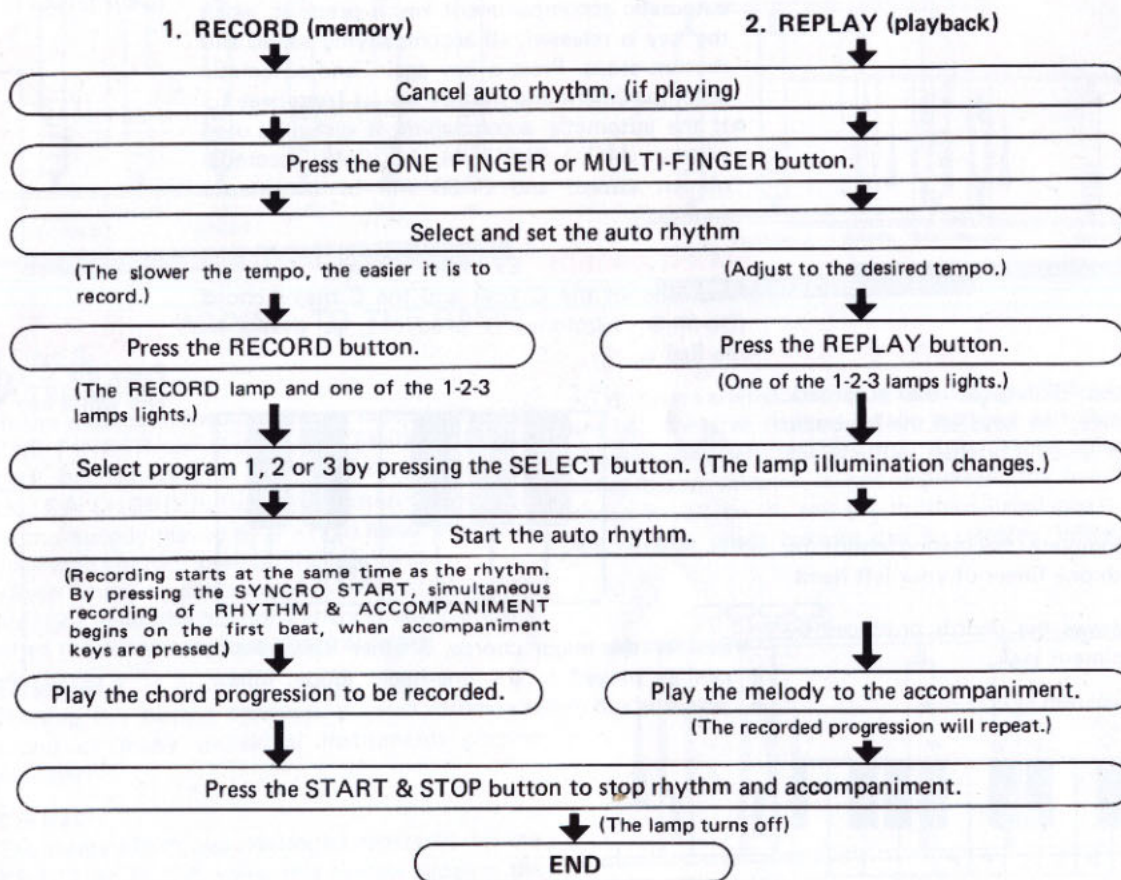 1. RECORD (memory)
2. REPLAY (playback)
Cancel auto rhythm. (if playing)
Press the ONE FINGER or MULTI-FINGER button.
Select and set the auto rhythm
(The slower the tempo, the easier it is to
record.)
(Adjust to the desired tempo.)
Press the RECORD button.
Press the REPLAY button.
(The RECORD lamp and one of the 1-2-3
lamps lights.)
(One of the 1-2-3 lamps lights.)
Select program 1, 2 or 3 by pressing the SELECT button. (The lamp illumination changes.)
Start the auto rhythm.
(Recording starts at the same time as the rhythm.
By pressing the SYNCRO START, simultaneous
recording of RHYTHM & ACCOMPANIMENT
begins on the first beat, when accompaniment
keys are pressed.)
Play the chord progression to be recorded.
Play the melody to the accompaniment.
(The recorded progression will repeat.)
Press the START & STOP button to stop rhythm and accompaniment.
(The lamp turns off)
END